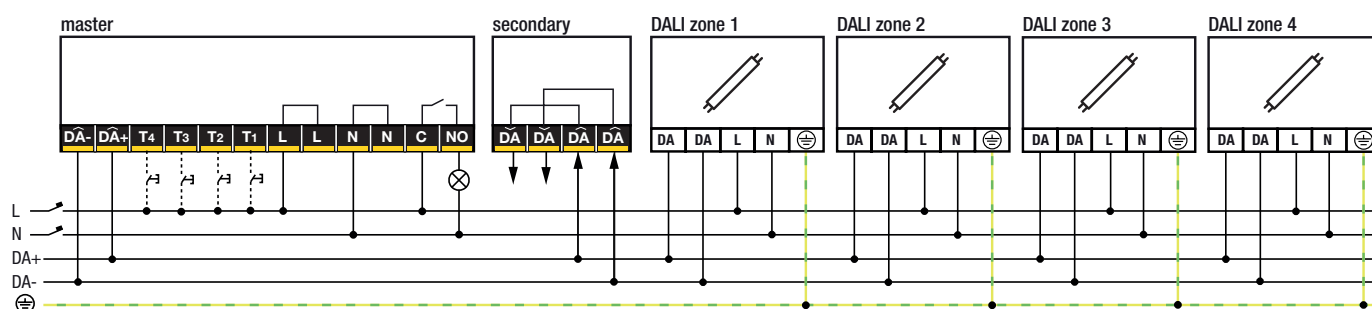 master secondary DALI zone 1 DALI zone 2 DALI zone 3 DALI zone 4
DA- DA+ T4 T3 T2 T1 L L N N C NO DA DA DA DA DA DA L N DA DA L N DA DA L N DA DA L N
L
N
DA+
DA-